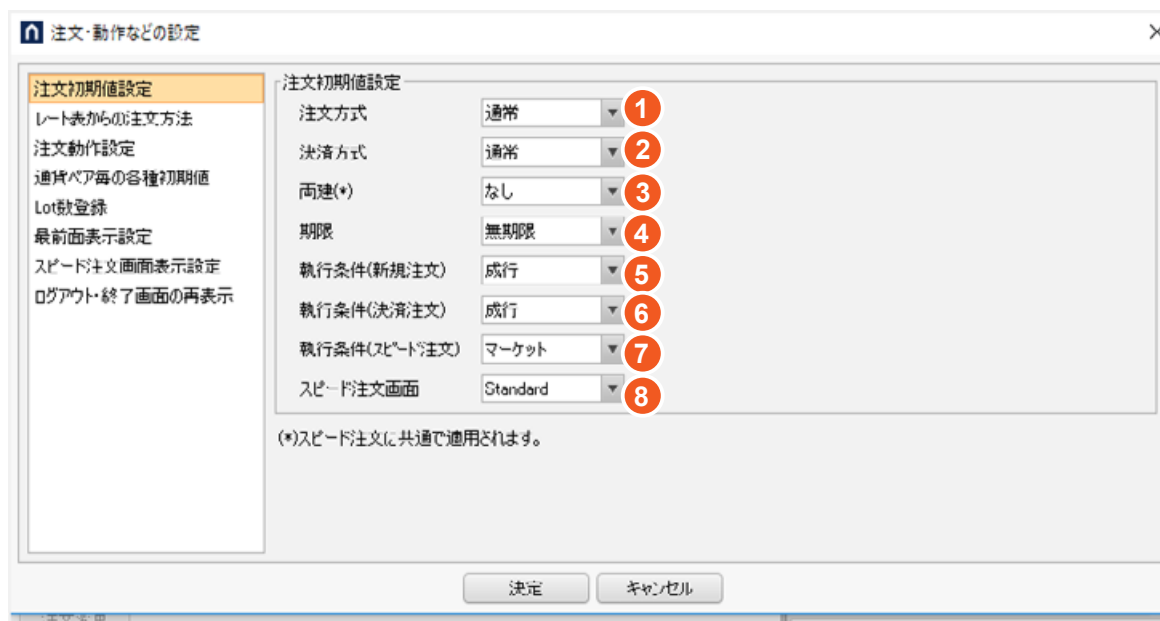 注文・動作などの設定
注文初期値設定
レート表からの注文方法
注文動作設定
通貨ペア毎の各種初期値
Lot数登録
最前面表示設定
スピード注文画面表示設定
ログアウト・終了画面の再表示
注文初期値設定
注文方式 通常 1
決済方式 通常 2
両建(*) なし 3
期限 無期限 4
執行条件(新規注文) 成行 5
執行条件(決済注文) 成行 6
執行条件(スピード注文) マーケット 7
スピード注文画面 Standard 8
(*)スピード注文に共通で適用されます。
決定 キャンセル